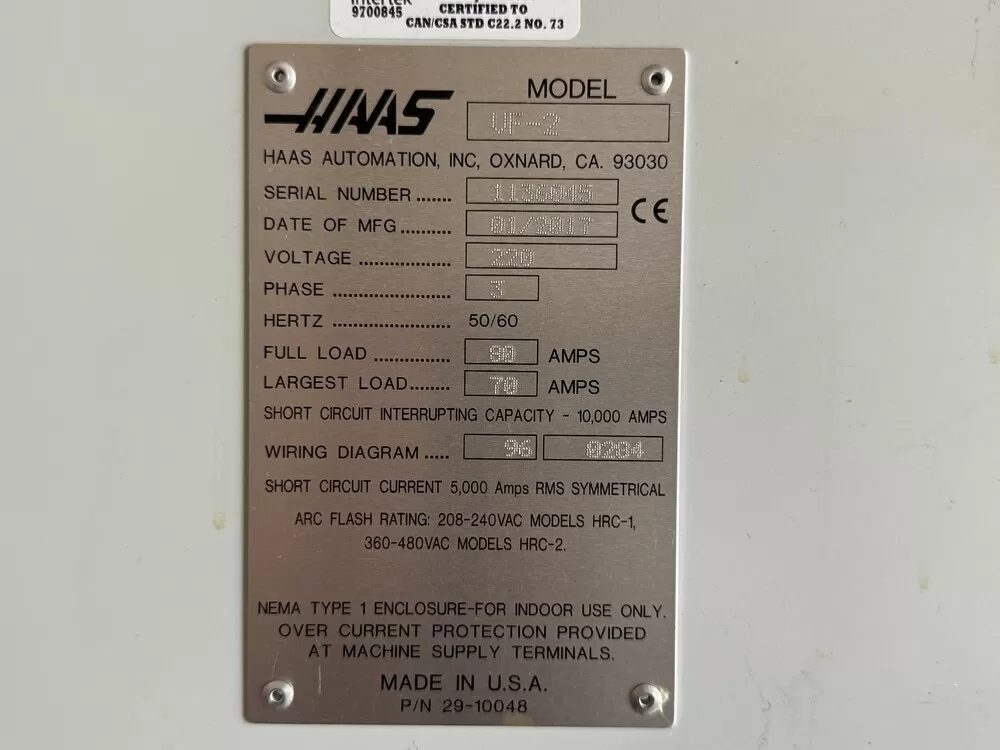 Intertek
9700845
CERTIFIED TO
CAN/CSA STD C22.2 NO. 73
HAAS
MODEL
VF-2
HAAS AUTOMATION, INC, OXNARD, CA. 93030
SERIAL NUMBER ....... 1136045
CE
DATE OF MFG .......... 01/2017
VOLTAGE ................... 220
PHASE ........................ 3
HERTZ ........................ 50/60
FULL LOAD ................ 80 AMPS
LARGEST LOAD........ 70 AMPS
SHORT CIRCUIT INTERRUPTING CAPACITY - 10,000 AMPS
WIRING DIAGRAM ..... 96 0284
SHORT CIRCUIT CURRENT 5,000 Amps RMS SYMMETRICAL
ARC FLASH RATING: 208-240VAC MODELS HRC-1,
360-480VAC MODELS HRC-2.
NEMA TYPE 1 ENCLOSURE-FOR INDOOR USE ONLY.
OVER CURRENT PROTECTION PROVIDED
AT MACHINE SUPPLY TERMINALS.
MADE IN U.S.A.
P/N 29-10048